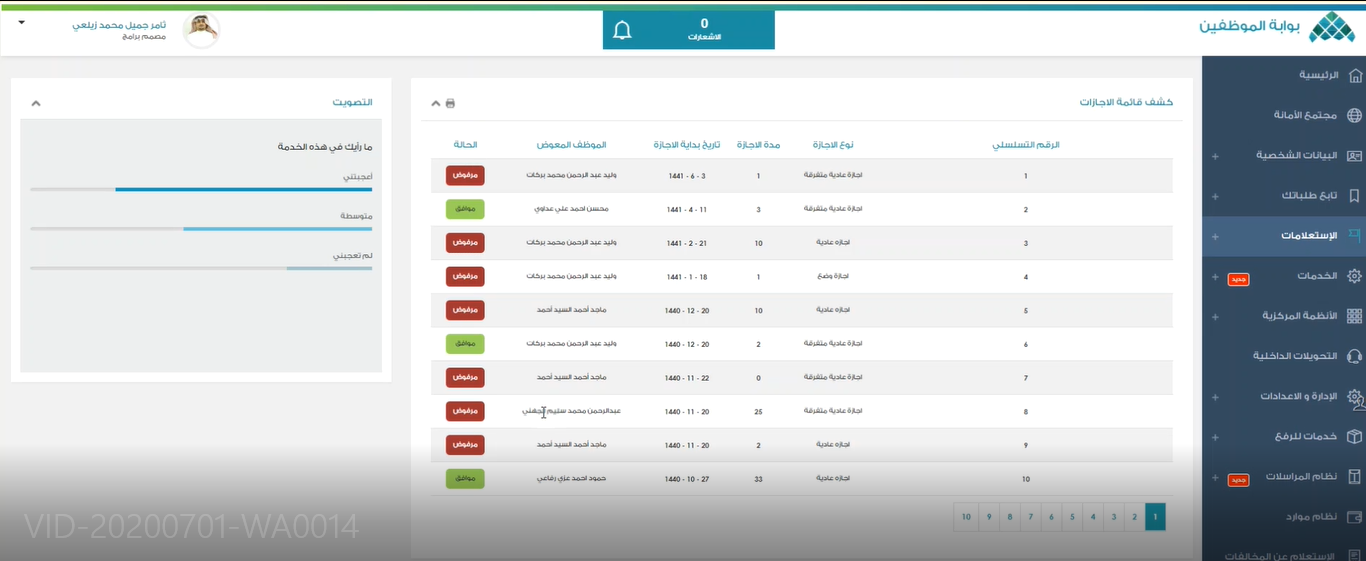 بوابة الموظفين
0
الاشعارات
ثامر جميل محمد زيلعي
مصمم برامج
الرئيسية
مجتمع الأمانة
البيانات الشخصية
تابع طلباتك
الإستعلامات
الخدمات
جديد
الأنظمة المركزية
التحويلات الداخلية
الإدارة و الاعدادات
خدمات للرفع
نظام المراسلات
جديد
نظام موارد
الإستعلام عن المخالفات
كشف قائمة الاجازات
الرقم التسلسلي نوع الاجازة مدة الاجازة تاريخ بداية الاجازة الموظف المعوض الحالة
1 اجازة عادية متفرقة 1 3 - 6 - 1441 وليد عبد الرحمن محمد بركات مرفوض
2 اجازة عادية متفرقة 3 11 - 4 - 1441 محسن احمد علي عداوي موافق
3 اجازه عادية 10 21 - 2 - 1441 وليد عبد الرحمن محمد بركات مرفوض
4 اجازة وضع 1 18 - 1 - 1441 وليد عبد الرحمن محمد بركات مرفوض
5 اجازه عادية 10 20 - 12 - 1440 ماجد أحمد السيد أحمد مرفوض
6 اجازة عادية متفرقة 2 20 - 12 - 1440 وليد عبد الرحمن محمد بركات موافق
7 اجازة عادية متفرقة 0 22 - 11 - 1440 ماجد أحمد السيد أحمد مرفوض
8 اجازة عادية متفرقة 25 20 - 11 - 1440 عبدالرحمن محمد سليم الجهني مرفوض
9 اجازه عادية 2 20 - 11 - 1440 ماجد أحمد السيد أحمد مرفوض
10 اجازه عادية 33 27 - 10 - 1440 حمود احمد عزي رفاعي موافق
1 2 3 4 5 6 7 8 9 10
التصويت
ما رأيك في هذه الخدمة
أعجبتني
متوسطة
لم تعجبني
VID-20200701-WA0014